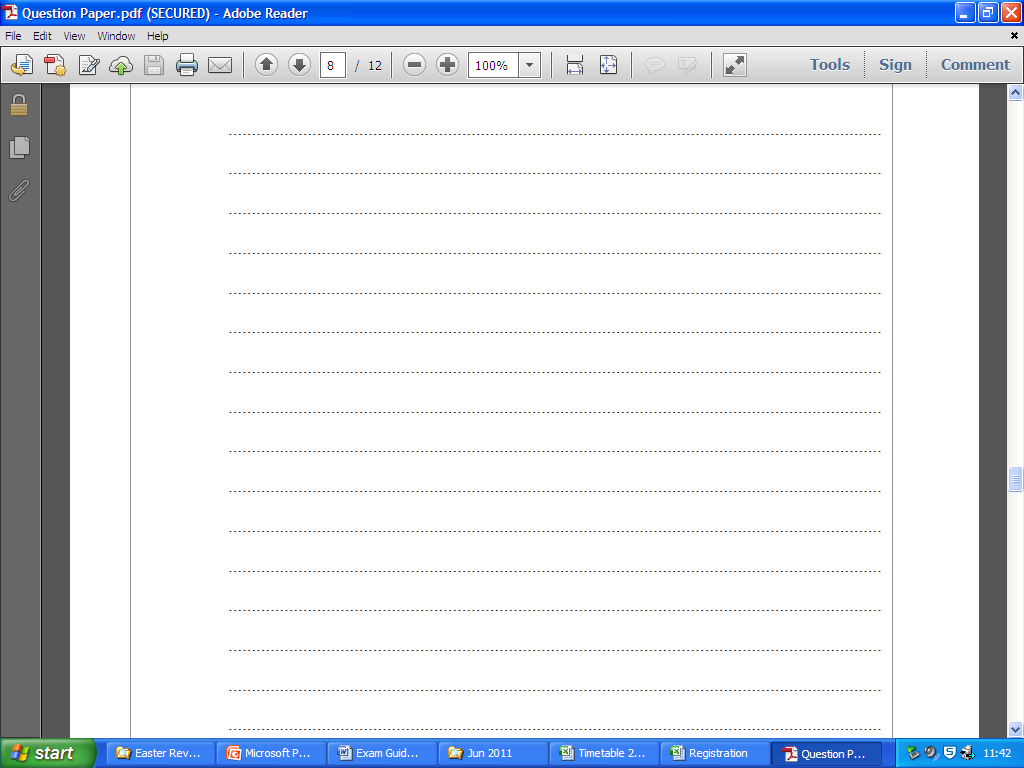 Question Paper.pdf (SECURED) - Adobe Reader
File Edit View Window Help
8 / 12 100% Tools Sign Comment
start Easter Rev... Microsoft P... Exam Guid... Jun 2011 Timetable 2... Registration Question P... 11:42